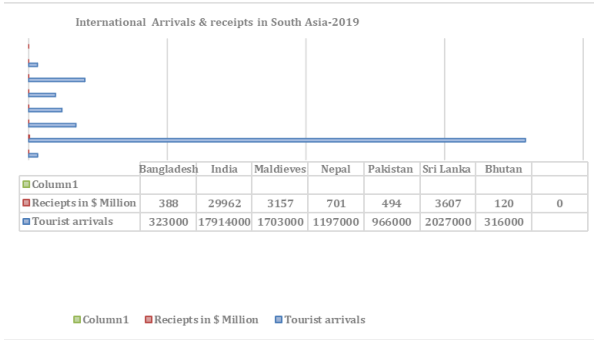 International Arrivals & receipts in South Asia-2019
Bangladesh India Maldieves Nepal Pakistan Sri Lanka Bhutan
Column1
Reciepts in $ Million 388 29962 3157 701 494 3607 120 0
Tourist arrivals 323000 17914000 1703000 1197000 966000 2027000 316000
Column1 Reciepts in $ Million Tourist arrivals